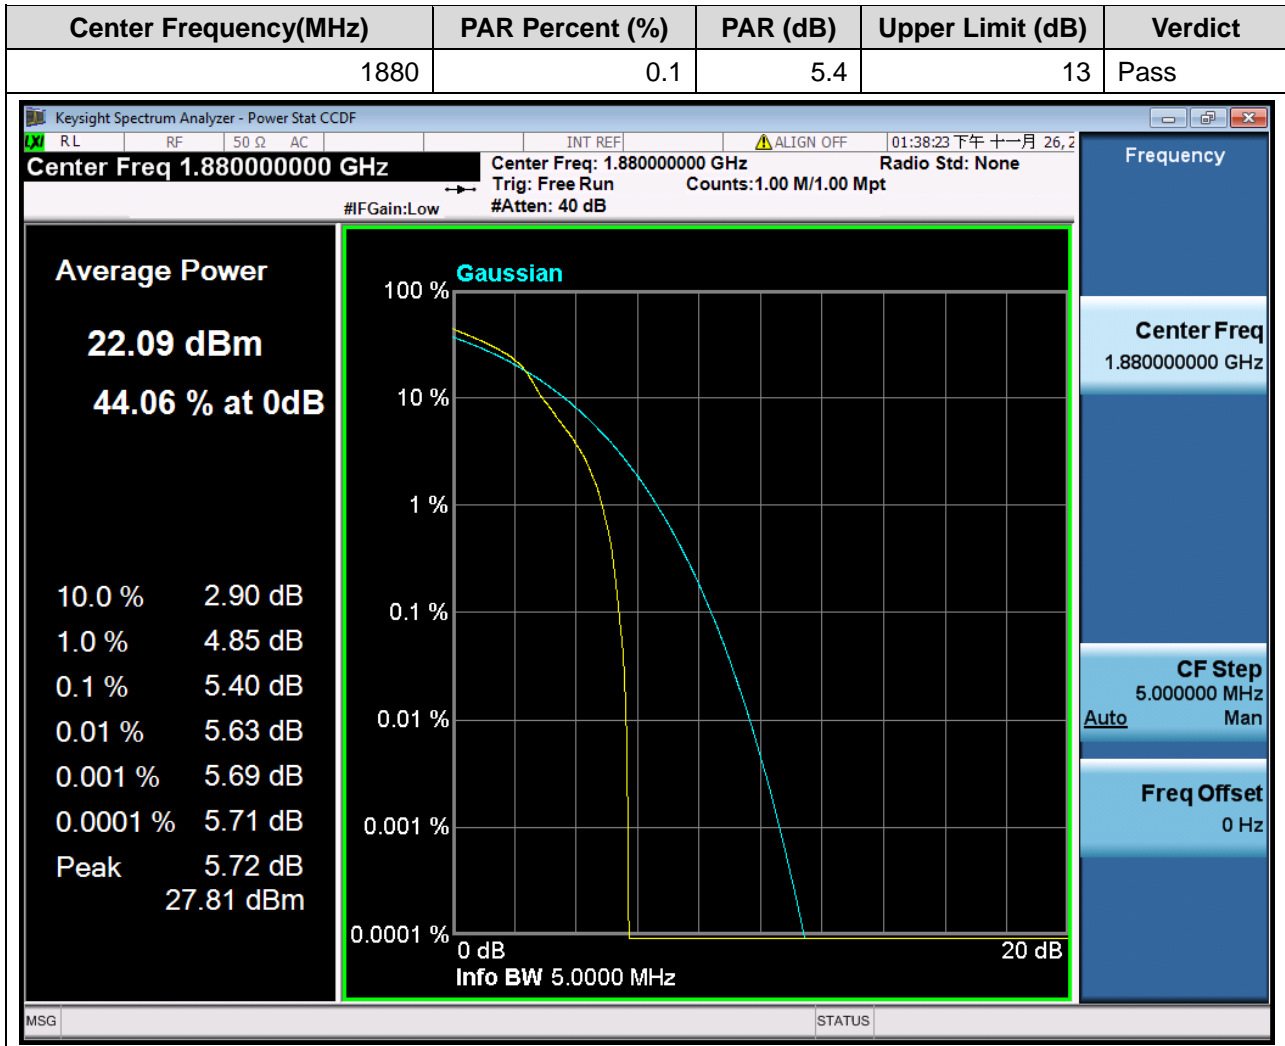 Center Frequency(MHz) PAR Percent (%) PAR (dB) Upper Limit (dB) Verdict
1880 0.1 5.4 13 Pass
Keysight Spectrum Analyzer - Power Stat CCDF
LXI RL RF 50 Ω AC INT REF ALIGN OFF 01:38:23 下午 十一月 26, 2
Center Freq 1.880000000 GHz
Center Freq: 1.880000000 GHz Radio Std: None
Trig: Free Run Counts:1.00 M/1.00 Mpt
#IFGain:Low #Atten: 40 dB
Average Power
22.09 dBm
44.06 % at 0dB
10.0 % 2.90 dB
1.0 % 4.85 dB
0.1 % 5.40 dB
0.01 % 5.63 dB
0.001 % 5.69 dB
0.0001 % 5.71 dB
Peak 5.72 dB
27.81 dBm
Gaussian
100 %
10 %
1 %
0.1 %
0.01 %
0.001 %
0.0001 %
0 dB 20 dB
Info BW 5.0000 MHz
Frequency
Center Freq
1.880000000 GHz
CF Step
5.000000 MHz
Auto Man
Freq Offset
0 Hz
MSG STATUS